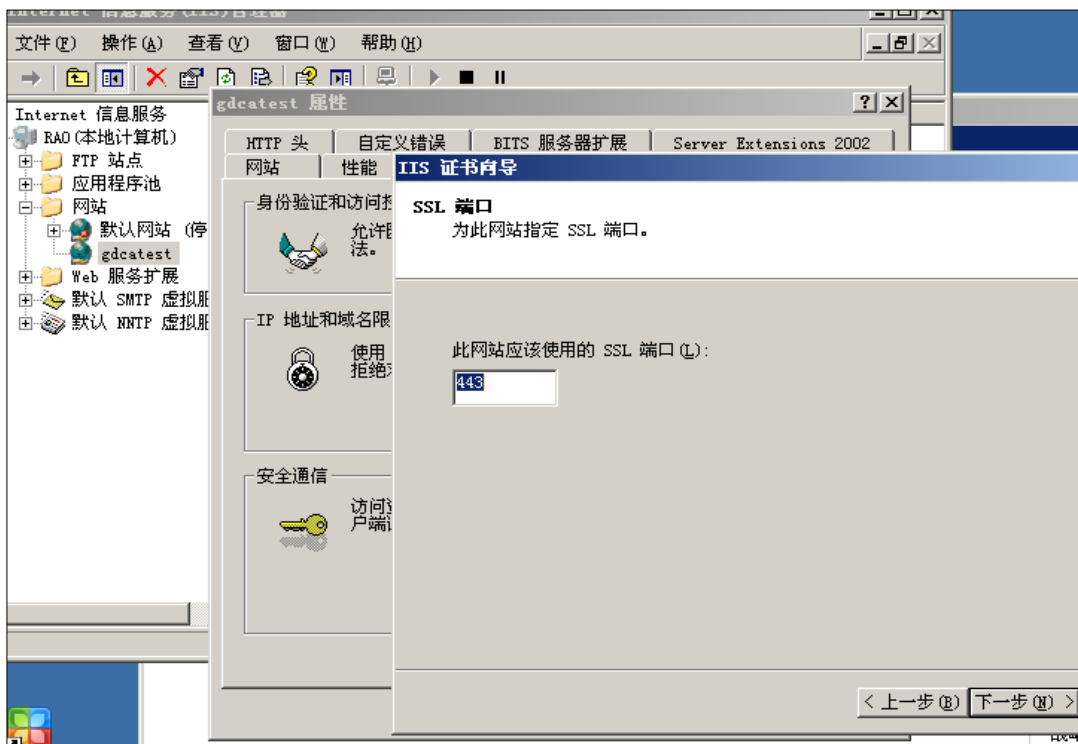 Internet 信息服务(IIS)管理器
文件(F) 操作(A) 查看(V) 窗口(W) 帮助(H)
Internet 信息服务
RAO(本地计算机)
FTP 站点
应用程序池
网站
默认网站 (停
gdcatest
Web 服务扩展
默认 SMTP 虚拟服
默认 NNTP 虚拟服
gdcatest 属性
HTTP 头 自定义错误 BITS 服务器扩展 Server Extensions 2002
网站 性能
身份验证和访问控
允许
法。
IP 地址和域名限
使用
拒绝
安全通信
访问
户端
IIS 证书向导
SSL 端口
为此网站指定 SSL 端口。
此网站应该使用的 SSL 端口(L):
443
< 上一步(B) 下一步(N) >